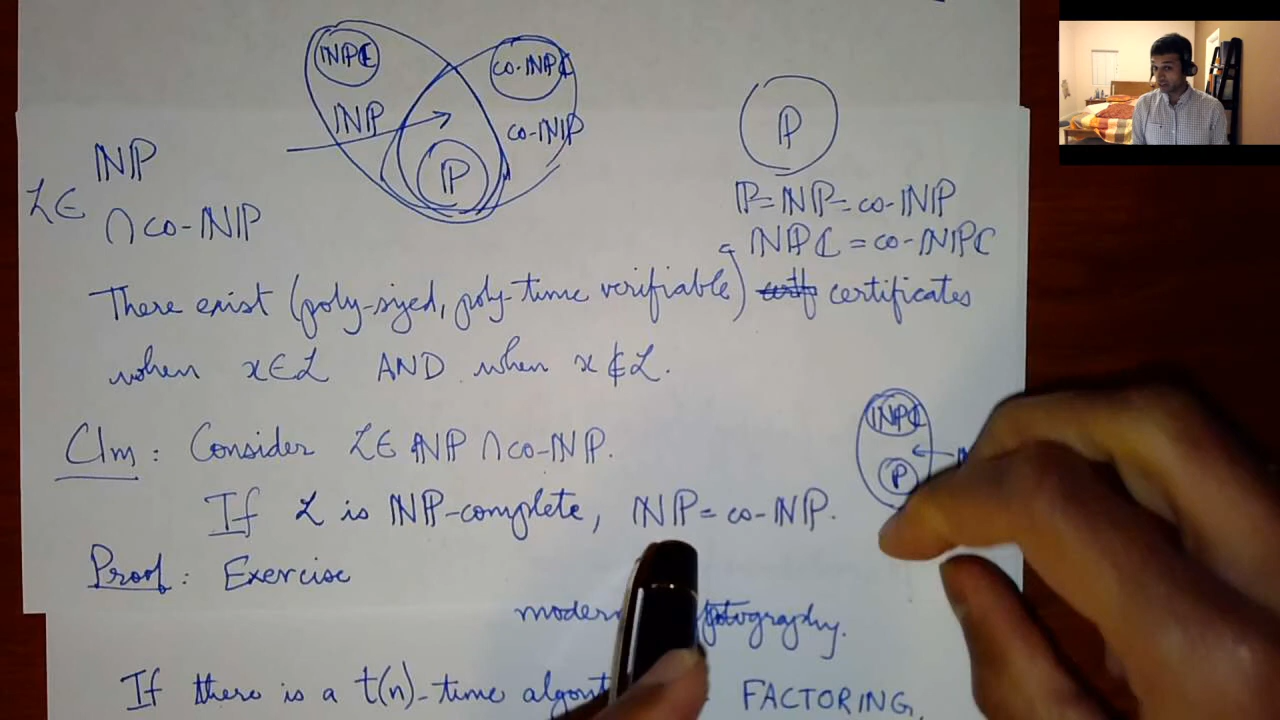 NPC
co-NPC
NP
co-NP
P
P
NP
L∈
∩ co-NP
P=NP=co-NP
NPC = co-NPC
There exist (poly-sized, poly-time verifiable) certificates
when x∈L AND when x∉L.
Clm: Consider L∈ NP ∩ co-NP.
If L is NP-complete, NP = co-NP.
NPC
P
Proof: Exercise
modern
If there is a t(n)-time
FACTORING.